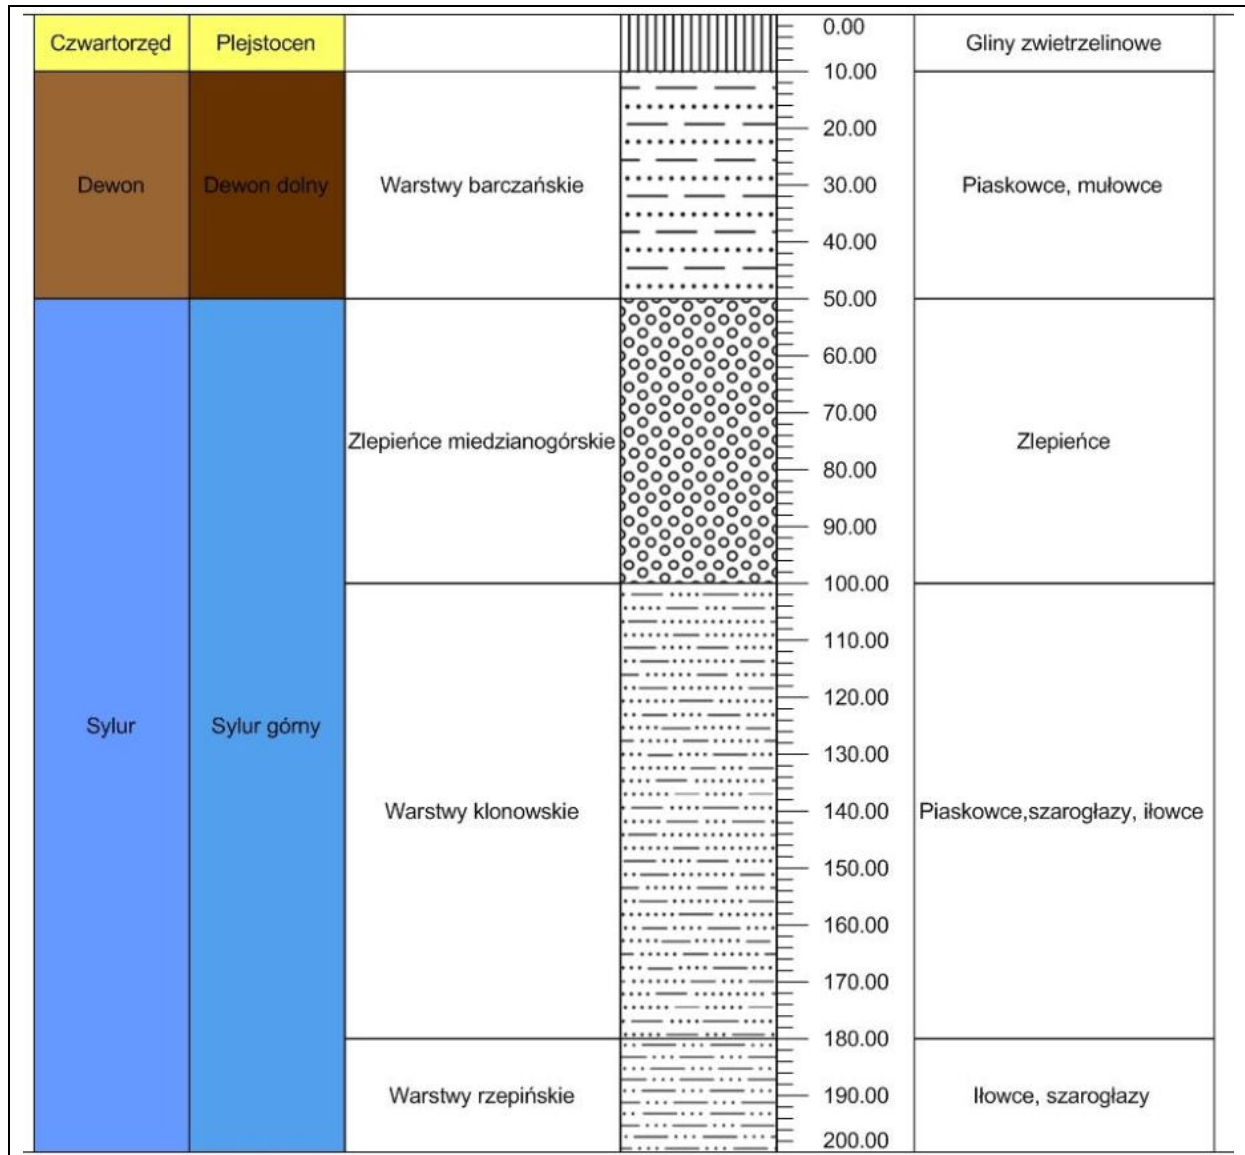 Czwartorzęd
Plejstocen
0.00
Gliny zwietrzelinowe
10.00
20.00
Dewon
Dewon dolny
Warstwy barczańskie
30.00
Piaskowce, mułowce
40.00
50.00
60.00
70.00
Zlepieńce miedzianogórskie
Zlepieńce
80.00
90.00
100.00
110.00
120.00
Sylur
Sylur górny
130.00
Warstwy klonowskie
140.00
Piaskowce,szarogłazy, iłowce
150.00
160.00
170.00
180.00
Warstwy rzepińskie
190.00
Iłowce, szarogłazy
200.00